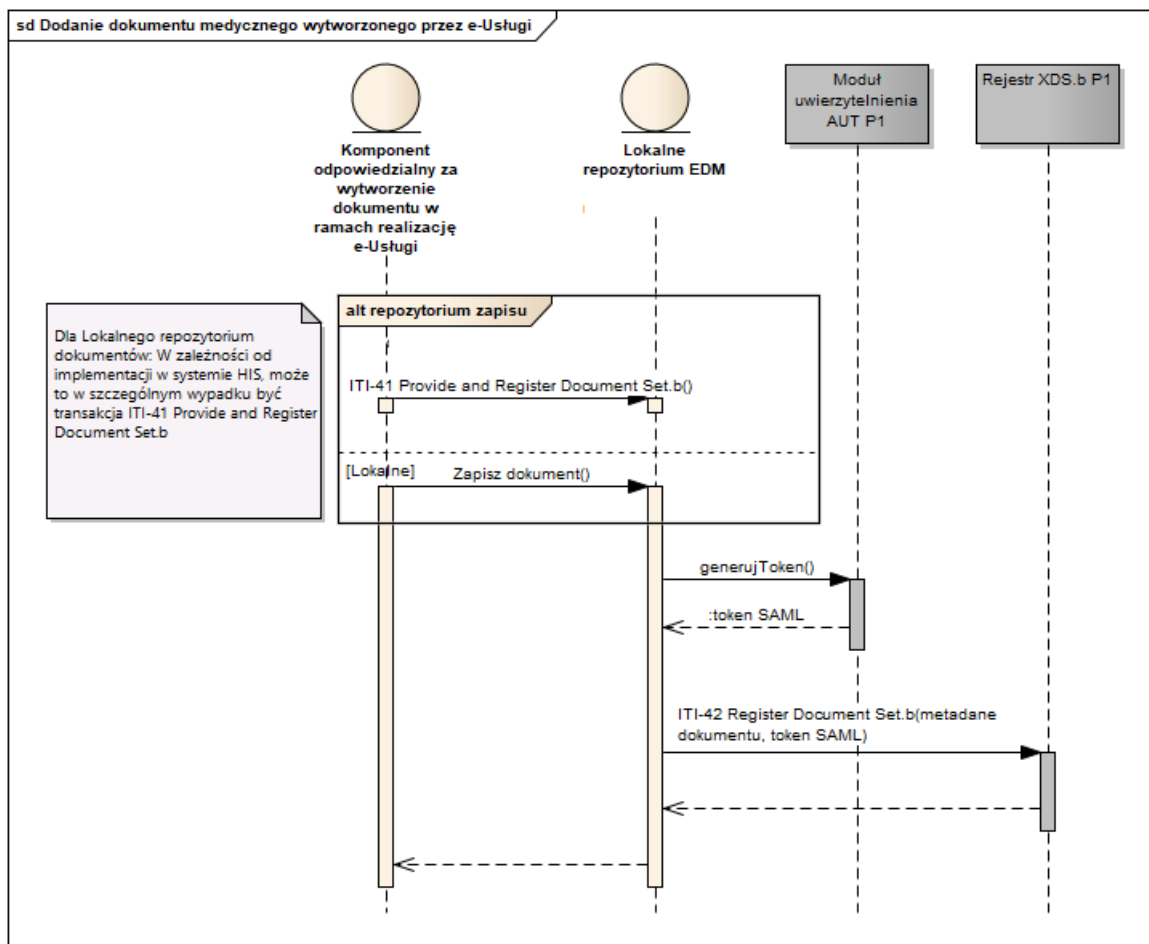 sd Dodanie dokumentu medycznego wytworzonego przez e-Usługi
Komponent
odpowiedzialny za
wytworzenie
dokumentu w
ramach realizację
e-Usługi
Lokalne
repozytorium EDM
Moduł
uwierzytelnienia
AUT P1
Rejestr XDS.b P1
Dla Lokalnego repozytorium
dokumentów: W zależności od
implementacji w systemie HIS, może
to w szczególnym wypadku być
transakcja ITI-41 Provide and Register
Document Set.b
alt repozytorium zapisu
ITI-41 Provide and Register Document Set.b()
[Lokalne]
Zapisz dokument()
generujToken()
:token SAML
ITI-42 Register Document Set.b(metadane
dokumentu, token SAML)